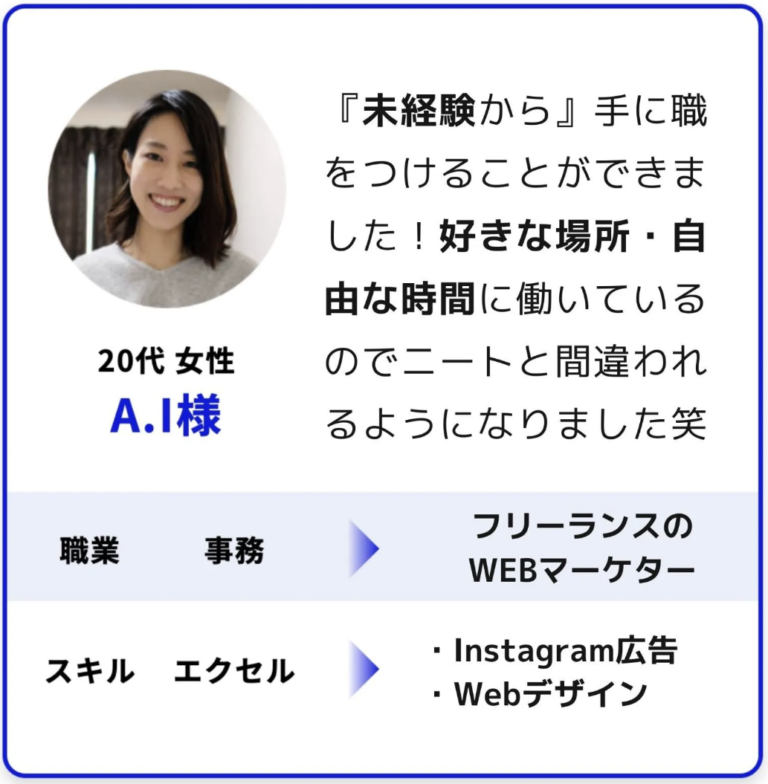 『未経験から』手に職
をつけることができま
した！好きな場所・自
由な時間に働いている
のでニートと間違われ
るようになりました笑
20代 女性
A.I様
職業 事務 フリーランスの
WEBマーケター
スキル エクセル ・Instagram広告
・Webデザイン